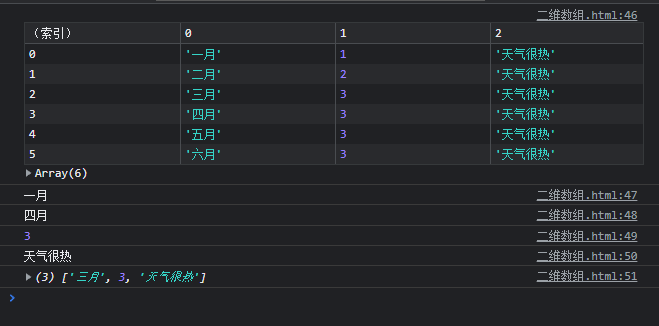 二维数组.html:46
（索引） 0 1 2
0 '一月' 1 '天气很热'
1 '二月' 2 '天气很热'
2 '三月' 3 '天气很热'
3 '四月' 3 '天气很热'
4 '五月' 3 '天气很热'
5 '六月' 3 '天气很热'
▶ Array(6)
一月 二维数组.html:47
四月 二维数组.html:48
3 二维数组.html:49
天气很热 二维数组.html:50
▶ (3) ['三月', 3, '天气很热'] 二维数组.html:51